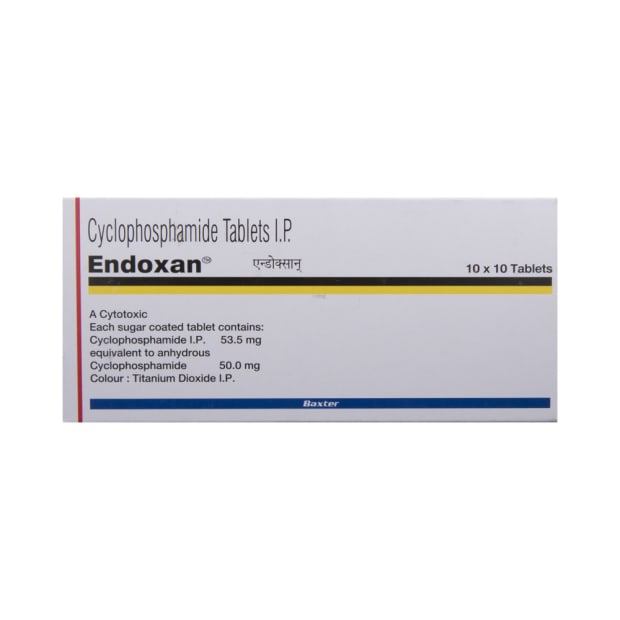 Cyclophosphamide Tablets I.P.
Endoxan™ एन्डोक्सान्
10 x 10 Tablets
A Cytotoxic
Each sugar coated tablet contains:
Cyclophosphamide I.P. 53.5 mg
equivalent to anhydrous
Cyclophosphamide 50.0 mg
Colour : Titanium Dioxide I.P.
Baxter